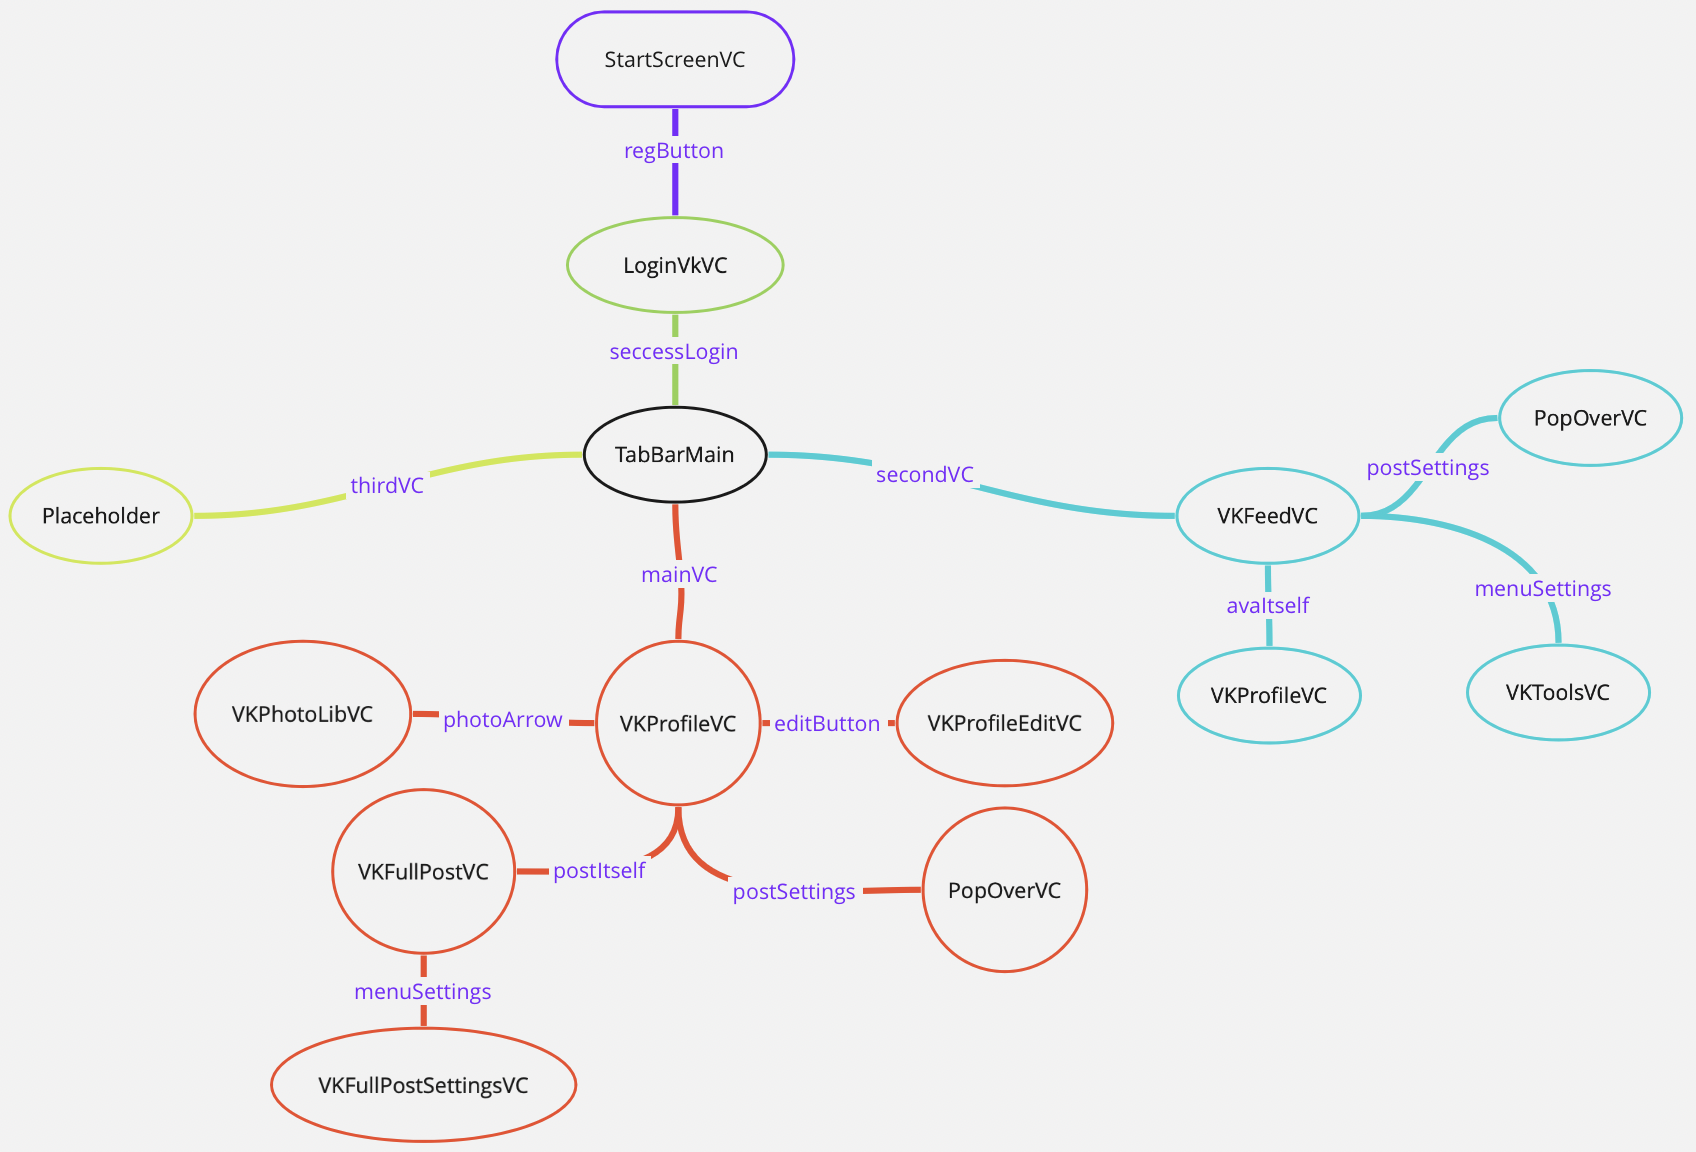 StartScreenVC
regButton
LoginVkVC
seccessLogin
TabBarMain
PopOverVC
secondVC
postSettings
thirdVC
Placeholder
VKFeedVC
mainVC
menuSettings
avaItself
VKToolsVC
VKProfileVC
VKPhotoLibVC
photoArrow
VKProfileVC
editButton
VKProfileEditVC
VKFullPostVC
postItself
postSettings
PopOverVC
menuSettings
VKFullPostSettingsVC